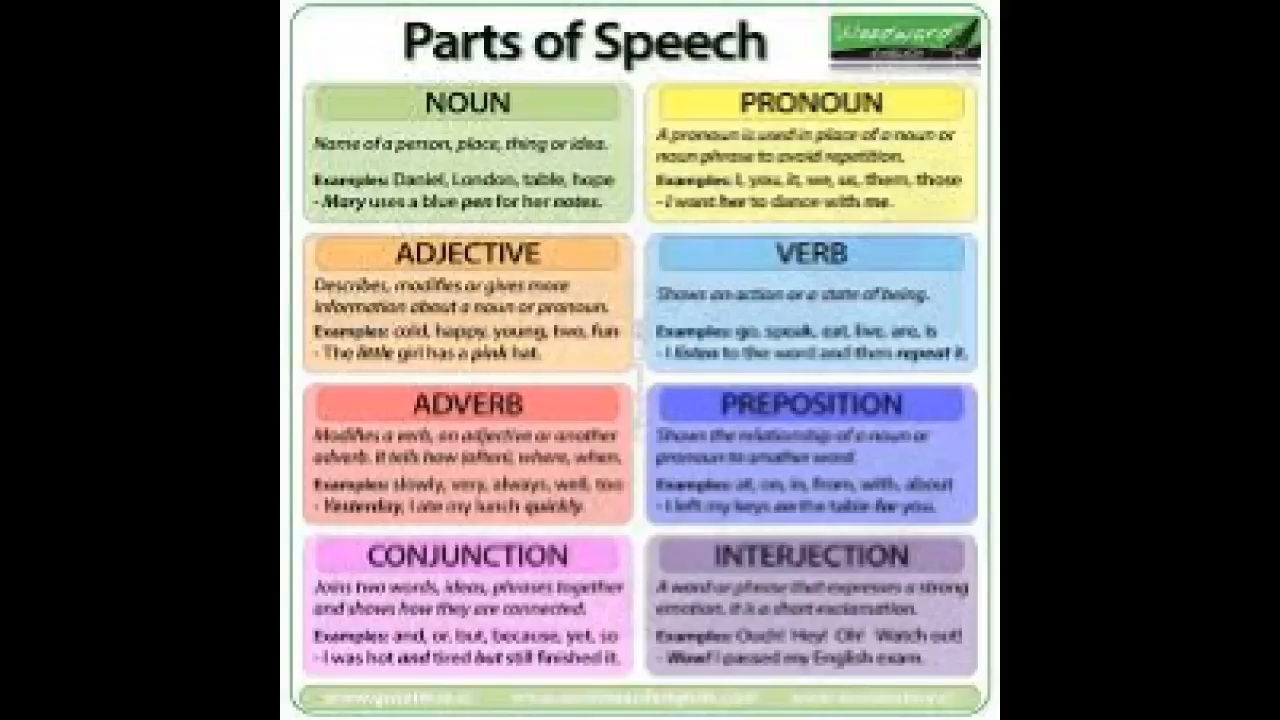 Parts of Speech
Woodward
NOUN
Name of a person, place, thing or idea.
Examples: Daniel, London, table, hope
- Mary uses a blue pen for her notes.
PRONOUN
A pronoun is used in place of a noun or
noun phrase to avoid repetition.
Examples: I, you, it, we, us, them, those
- I want her to dance with me.
ADJECTIVE
Describes, modifies or gives more
information about a noun or pronoun.
Examples: cold, happy, young, two, fun
- The little girl has a pink hat.
VERB
Shows an action or a state of being.
Examples: go, speak, eat, live, are, is
- I listen to the word and then repeat it.
ADVERB
Modifies a verb, an adjective or another
adverb. It tells how (often), where, when.
Examples: slowly, very, always, well, too
- Yesterday, I ate my lunch quickly.
PREPOSITION
Shows the relationship of a noun or
pronoun to another word.
Examples: at, on, in, from, with, about
- I left my keys on the table for you.
CONJUNCTION
Joins two words, ideas, phrases together
and shows how they are connected.
Examples: and, or, but, because, yet, so
- I was hot and tired but still finished it.
INTERJECTION
A word or phrase that expresses a strong
emotion. It is a short exclamation.
Examples: Ouch! Hey! Oh! Watch out!
- Wow! I passed my English exam.